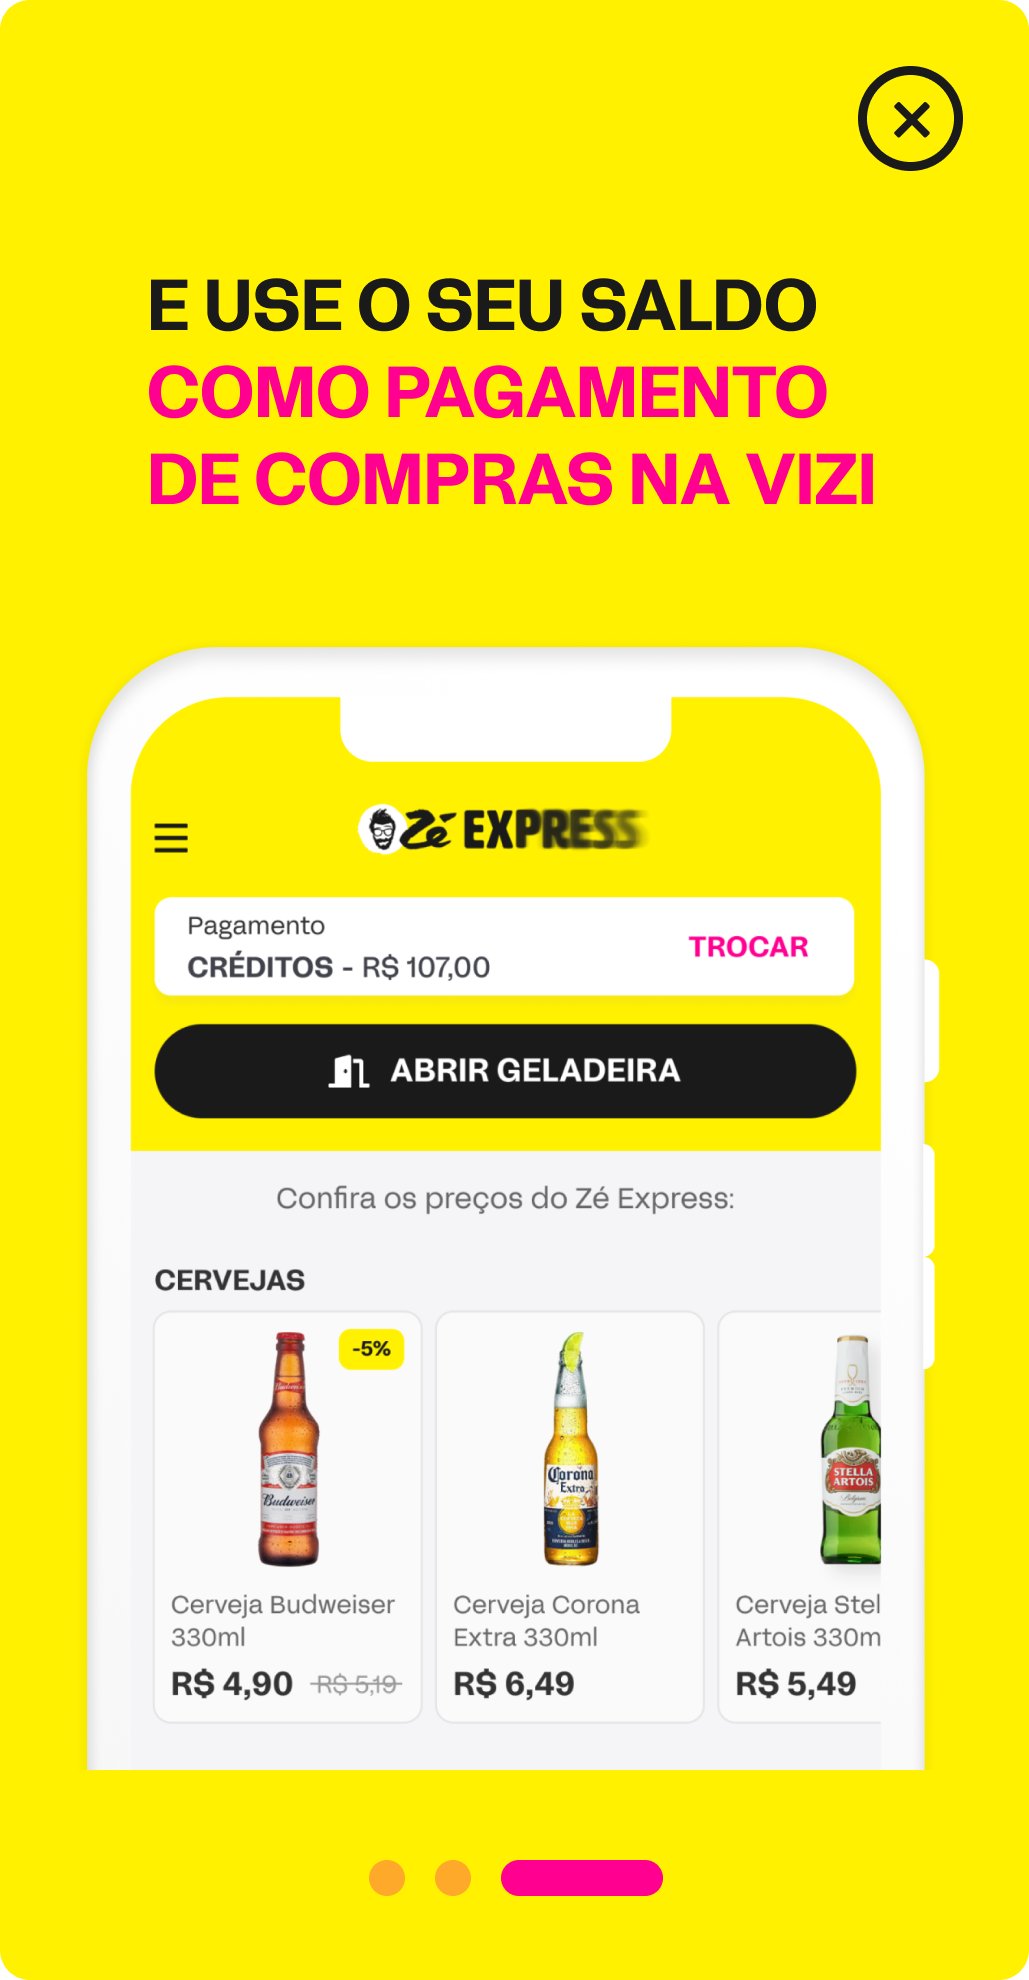 E USE O SEU SALDO
COMO PAGAMENTO
DE COMPRAS NA VIZI
Zé EXPRESS
Pagamento
CRÉDITOS - R$ 107,00
TROCAR
ABRIR GELADEIRA
Confira os preços do Zé Express:
CERVEJAS
-5%
Budweiser
Budweiser
Cerveja Budweiser
330ml
R$ 4,90 R$ 5,19
Corona
Extra
Cerveja Corona
Extra 330ml
R$ 6,49
STELLA
ARTOIS
Cerveja Stel
Artois 330m
R$ 5,49